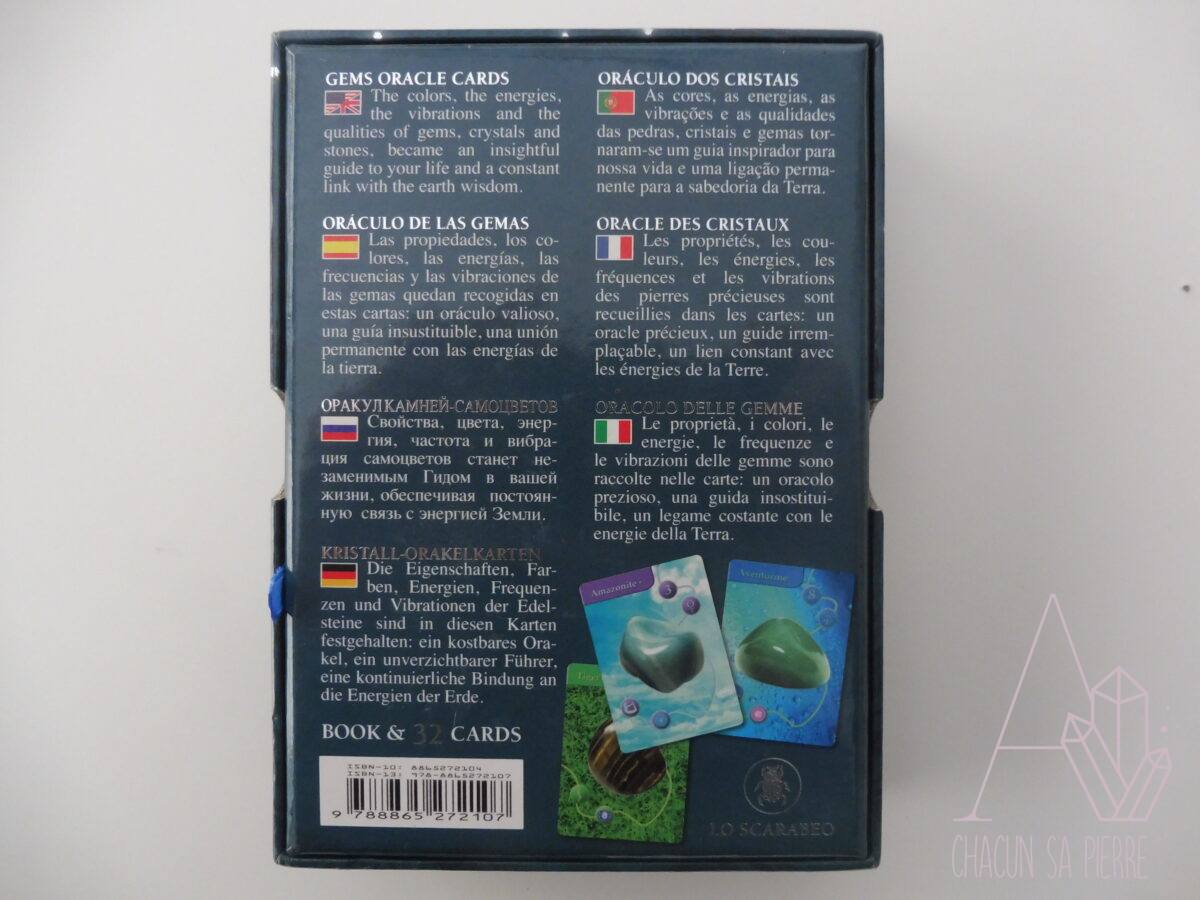 GEMS ORACLE CARDS
The colors, the energies,
the vibrations and the
qualities of gems, crystals and
stones, became an insightful
guide to your life and a constant
link with the earth wisdom.
ORÁCULO DE LAS GEMAS
Las propiedades, los co-
lores, las energías, las
frecuencias y las vibraciones de
las gemas quedan recogidas en
estas cartas: un oráculo valioso,
una guía insustituible, una unión
permanente con las energías de
la tierra.
ОРАКУЛ КАМНЕЙ-САМОЦВЕТОВ
Свойства, цвета, энер-
гия, частота и вибра-
ция самоцветов станет не-
заменимым Гидом в вашей
жизни, обеспечивая постоян-
ную связь с энергией Земли.
KRISTALL-ORAKELKARTEN
Die Eigenschaften, Far-
ben, Energien, Frequen-
zen und Vibrationen der Edel-
steine sind in diesen Karten
festgehalten: ein kostbares Ora-
kel, ein unverzichtbarer Führer,
eine kontinuierliche Bindung an
die Energien der Erde.
BOOK & 32 CARDS
ISBN-10: 8865272104
ISBN-13: 978-8865272107
9 788865 272107
ORÁCULO DOS CRISTAIS
As cores, as energias, as
vibrações e as qualidades
das pedras, cristais e gemas tor-
naram-se um guia inspirador para
nossa vida e uma ligação perma-
nente para a sabedoria da Terra.
ORACLE DES CRISTAUX
Les propriétés, les cou-
leurs, les énergies, les
fréquences et les vibrations
des pierres précieuses sont
recueillies dans les cartes: un
oracle précieux, un guide irrem-
plaçable, un lien constant avec
les énergies de la Terre.
ORACOLO DELLE GEMME
Le proprietà, i colori, le
energie, le frequenze e
le vibrazioni delle gemme sono
raccolte nelle carte: un oracolo
prezioso, una guida insostitui-
bile, un legame costante con le
energie della Terra.
Amazonite
3
9
Aventurine
8
8
LO SCARABEO
A
CHACUN SA PIERRE